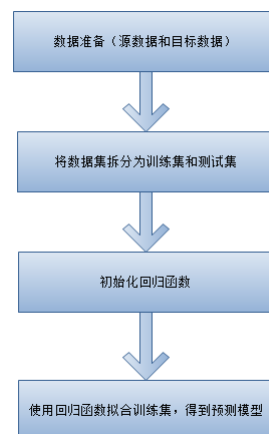 数据准备（源数据和目标数据）
将数据集拆分为训练集和测试集
初始化回归函数
使用回归函数拟合训练集，得到预测模型